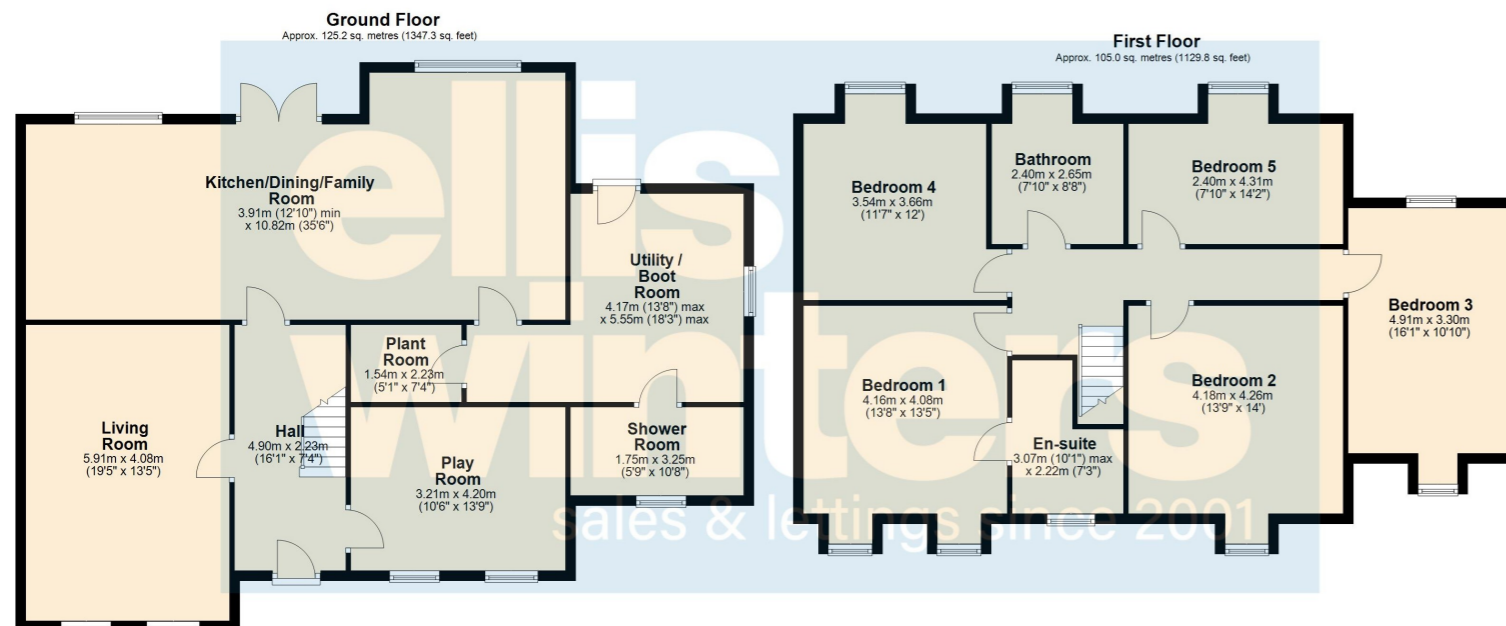 Ground Floor
Approx. 125.2 sq. metres (1347.3 sq. feet)
Kitchen/Dining/Family
Room
3.91m (12'10") min
x 10.82m (35'6")
Utility /
Boot
Room
4.17m (13'8") max
x 5.55m (18'3") max
Plant
Room
1.54m x 2.23m
(5'1" x 7'4")
Living
Room
5.91m x 4.08m
(19'5" x 13'5")
Hall
4.90m x 2.23m
(16'1" x 7'4")
Play
Room
3.21m x 4.20m
(10'6" x 13'9")
Shower
Room
1.75m x 3.25m
(5'9" x 10'8")
First Floor
Approx. 105.0 sq. metres (1129.8 sq. feet)
Bedroom 4
3.54m x 3.66m
(11'7" x 12')
Bathroom
2.40m x 2.65m
(7'10" x 8'8")
Bedroom 5
2.40m x 4.31m
(7'10" x 14'2")
Bedroom 3
4.91m x 3.30m
(16'1" x 10'10")
Bedroom 1
4.16m x 4.08m
(13'8" x 13'5")
En-suite
3.07m (10'1") max
x 2.22m (7'3")
Bedroom 2
4.18m x 4.26m
(13'9" x 14')
ellis
winters
sales & lettings since 2001